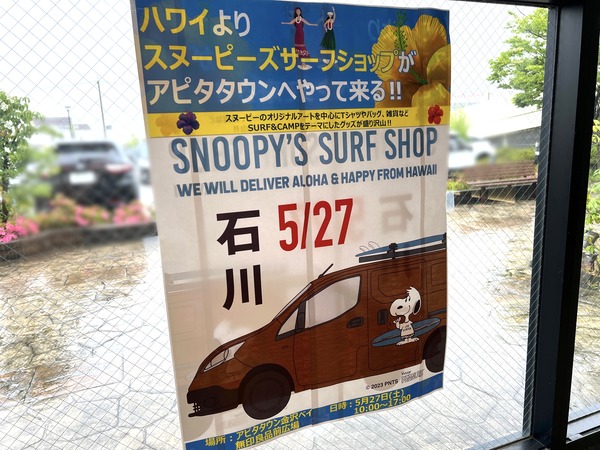 ハワイより
スヌーピーズサーフショップが
アピタタウンへやって来る!!
スヌーピーのオリジナルアートを中心にTシャツやバッグ、雑貨など
SURF&CAMPをテーマにしたグッズが盛り沢山!!
SNOOPY'S SURF SHOP
WE WILL DELIVER ALOHA & HAPPY FROM HAWAII
石川
5/27
© 2023 PNTS
PEANUTS
場所：アピタタウン金沢ベイ
無印良品前広場
日時：5月27日(土)
10:00～17:00